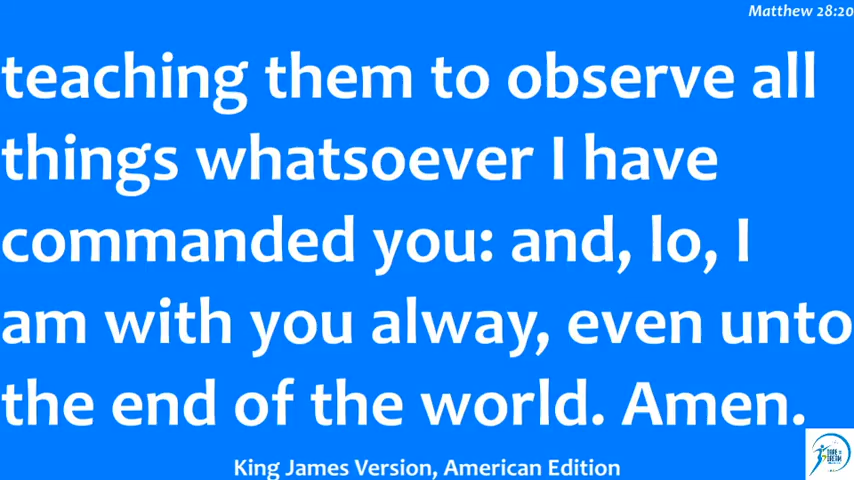 Matthew 28:20
teaching them to observe all
things whatsoever I have
commanded you: and, lo, I
am with you alway, even unto
the end of the world. Amen.
King James Version, American Edition